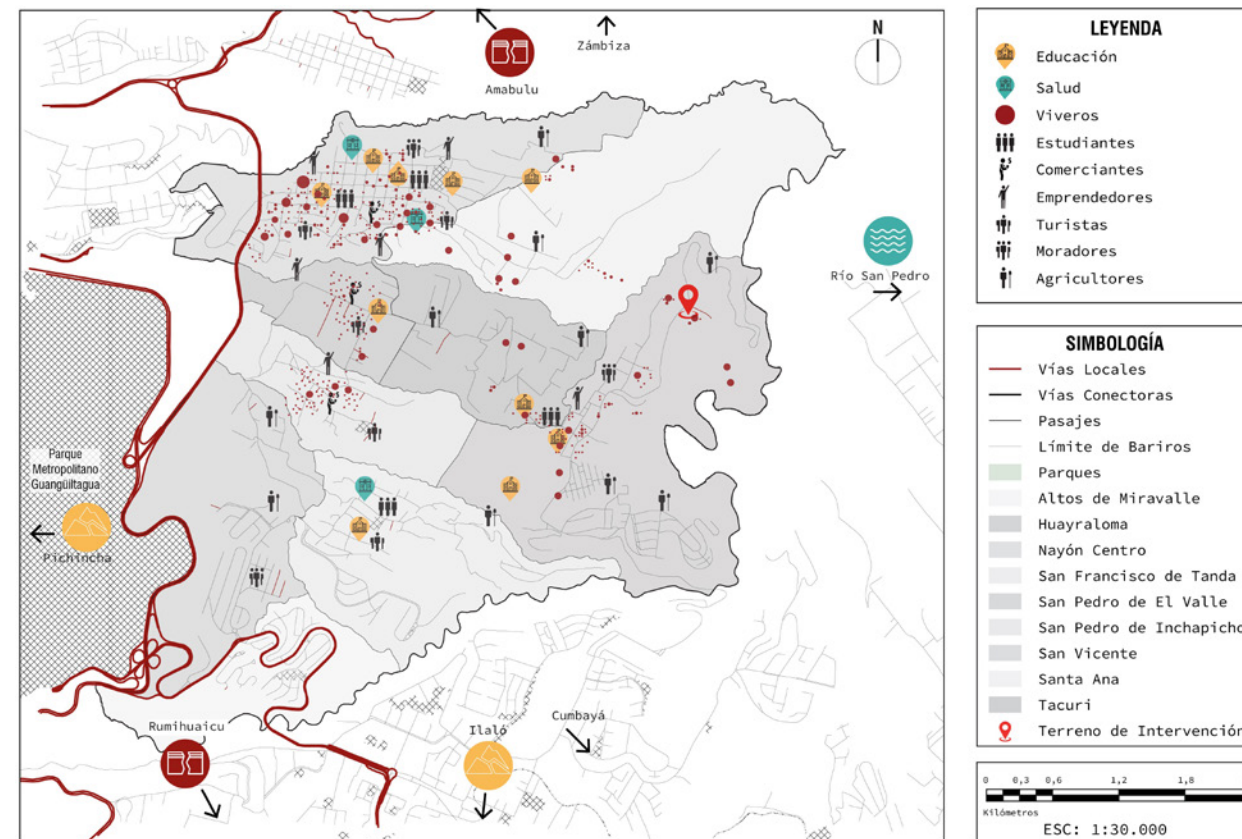 Zámbiza
Amabulu
N
Río San Pedro
Parque
Metropolitano
Guangüiltagua
Pichincha
Rumihuaicu
Ilaló
Cumbayá
LEYENDA
Educación
Salud
Viveros
Estudiantes
Comerciantes
Emprendedores
Turistas
Moradores
Agricultores
SIMBOLOGÍA
Vías Locales
Vías Conectoras
Pasajes
Límite de Bariros
Parques
Altos de Miravalle
Huayraloma
Nayón Centro
San Francisco de Tanda
San Pedro de El Valle
San Pedro de Inchapicho
San Vicente
Santa Ana
Tacuri
Terreno de Intervención
0 0,3 0,6 1,2 1,8
Kilómetros
ESC: 1:30.000